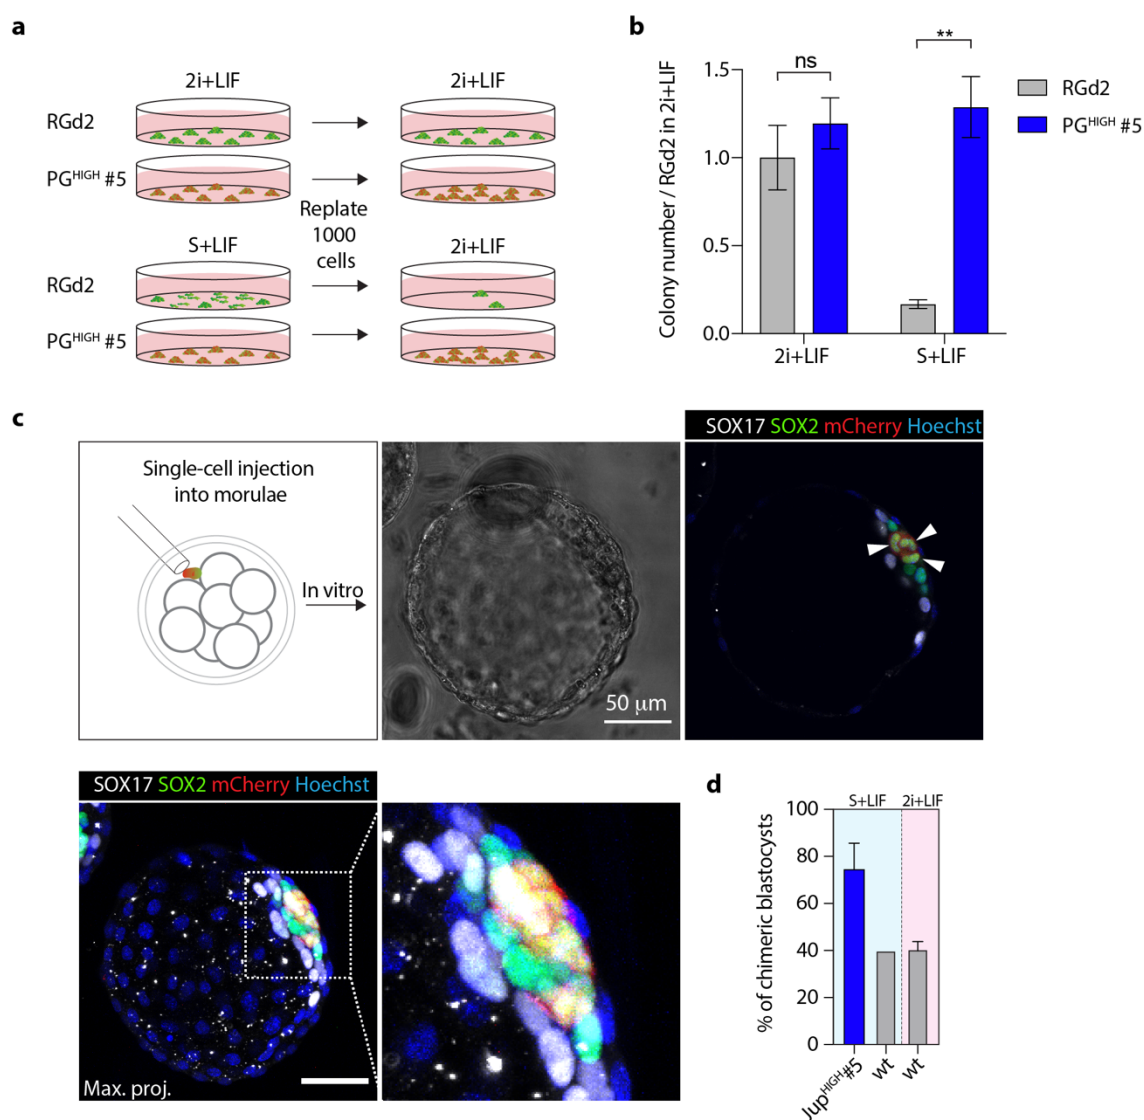 a
2i+LIF
2i+LIF
RGd2
PGHIGH #5
Replate
1000
cells
S+LIF
2i+LIF
RGd2
PGHIGH #5
b
Colony number / RGd2 in 2i+LIF
1.5
1.0
0.5
0.0
ns
**
2i+LIF
S+LIF
RGd2
PGHIGH #5
c
Single-cell injection
into morulae
In vitro
50 μm
SOX17 SOX2 mCherry Hoechst
SOX17 SOX2 mCherry Hoechst
Max. proj.
d
% of chimeric blastocysts
100
80
60
40
20
0
S+LIF
2i+LIF
JupHIGH#5
wt
wt